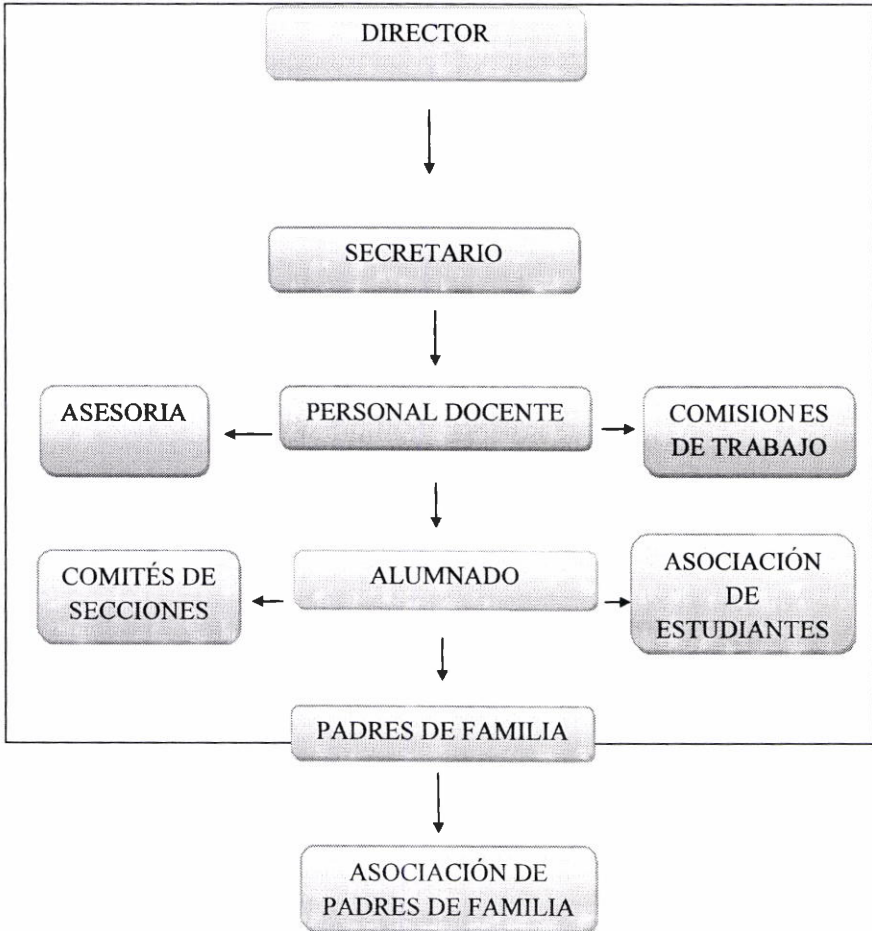 DIRECTOR
SECRETARIO
ASESORIA
PERSONAL DOCENTE
COMISIONES
DE TRABAJO
COMITÉS DE
SECCIONES
ALUMNADO
ASOCIACIÓN
DE
ESTUDIANTES
PADRES DE FAMILIA
ASOCIACIÓN DE
PADRES DE FAMILIA